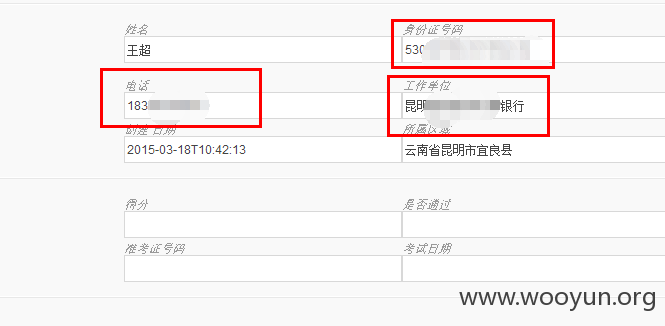 姓名 身份证号码
王超 530
电话 工作单位
183 昆明 银行
创建日期 所属区域
2015-03-18T10:42:13 云南省昆明市宜良县
得分 是否通过
准考证号码 考试日期
www.wooyun.org